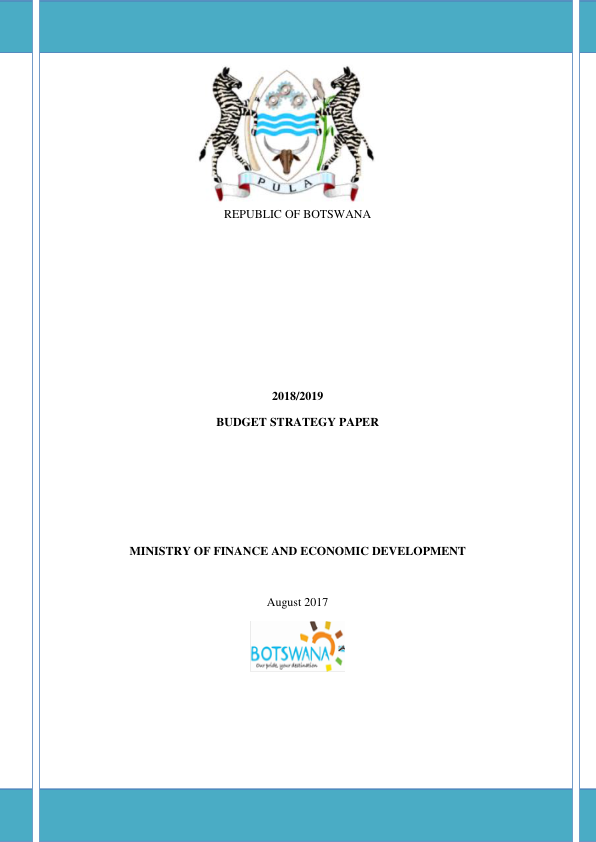 PULA
REPUBLIC OF BOTSWANA
2018/2019
BUDGET STRATEGY PAPER
MINISTRY OF FINANCE AND ECONOMIC DEVELOPMENT
August 2017
BOTSWANA
Our pride, your destination